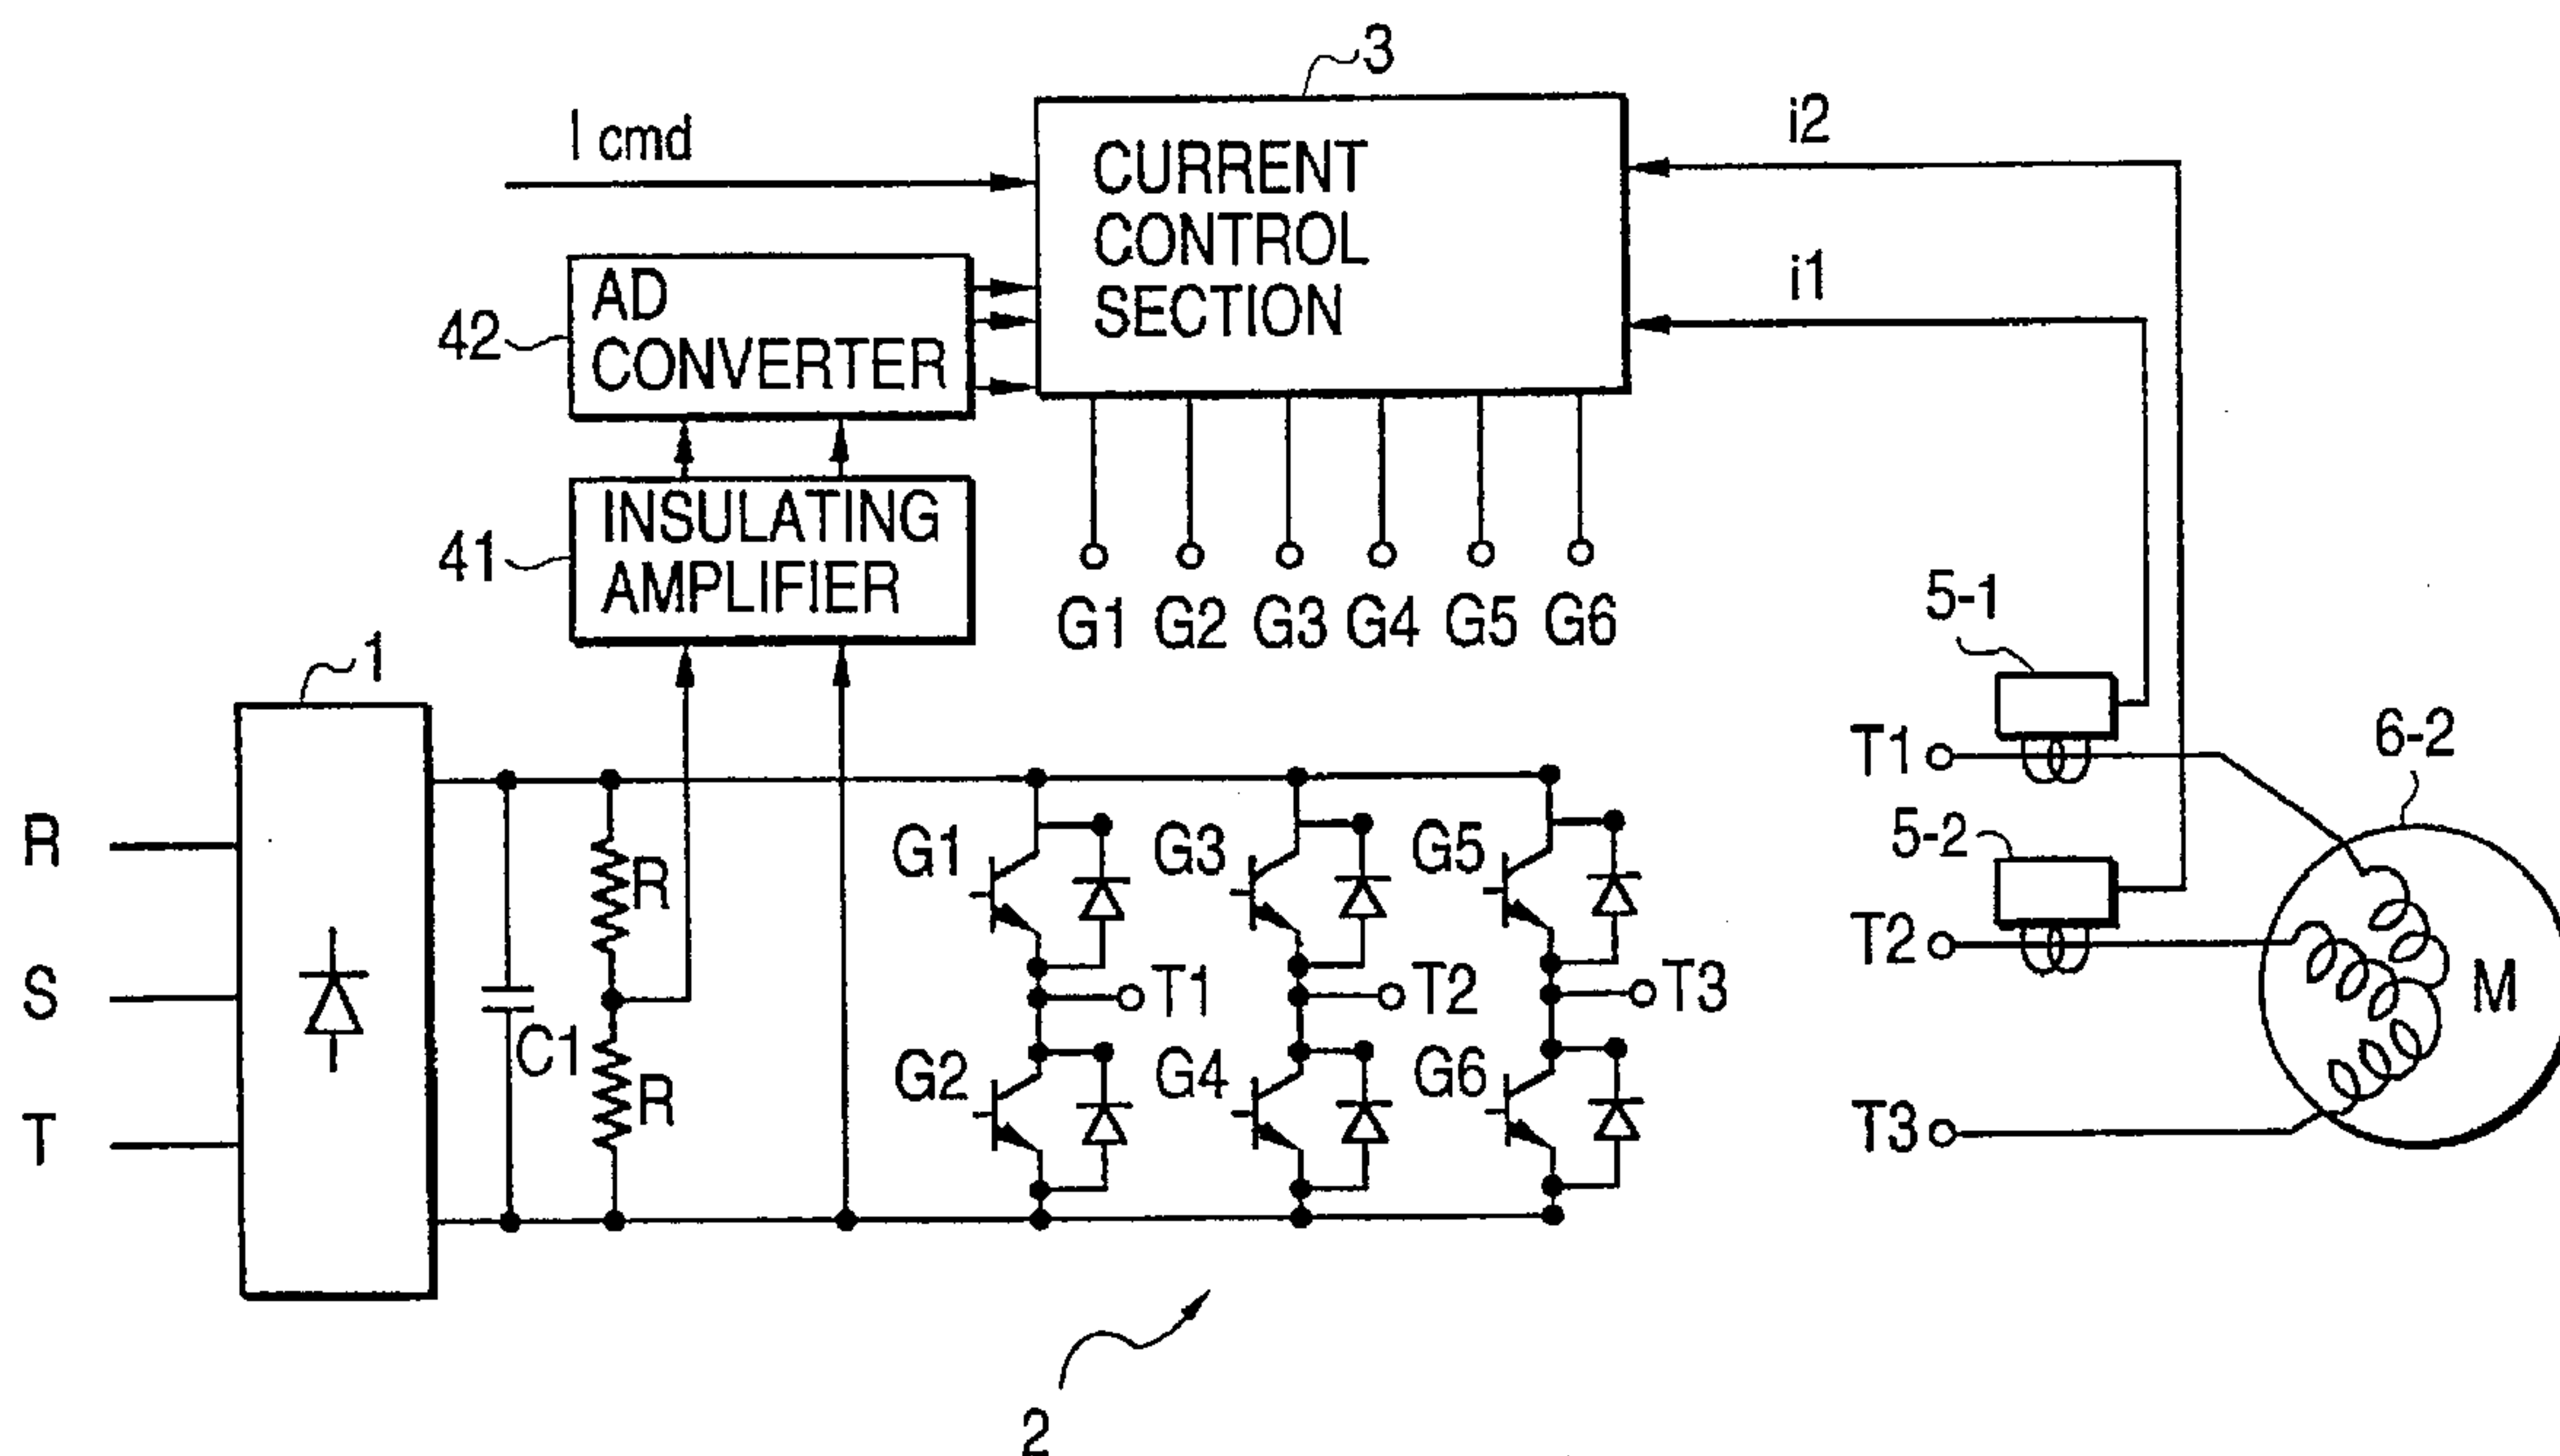 3
I cmd
i2
CURRENT
CONTROL
SECTION
i1
AD
CONVERTER
42
INSULATING
AMPLIFIER
41
G1 G2 G3 G4 G5 G6
5-1
1
T1
6-2
5-2
R
G1
G3
G5
R
T2
M
S
T1
T2
T3
C1
G2
G4
G6
R
T
T3
2